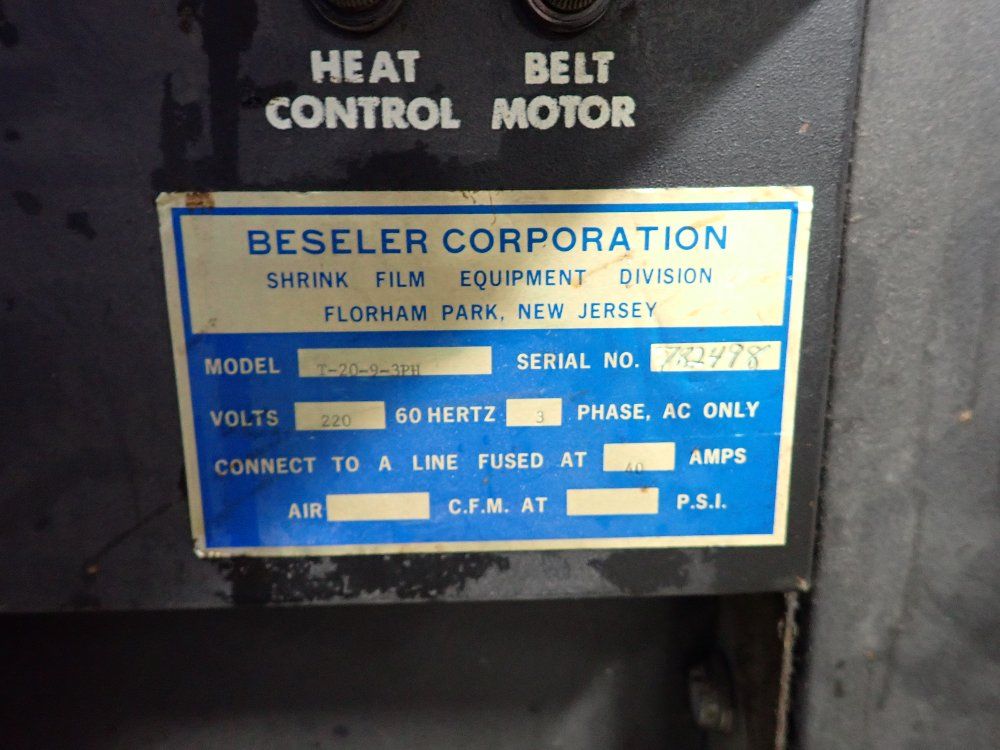 HEAT CONTROL
BELT MOTOR
BESELER CORPORATION
SHRINK FILM EQUIPMENT DIVISION
FLORHAM PARK, NEW JERSEY
MODEL T-20-9-3PH SERIAL NO. 732498
VOLTS 220 60 HERTZ 3 PHASE, AC ONLY
CONNECT TO A LINE FUSED AT 40 AMPS
AIR C.F.M. AT P.S.I.